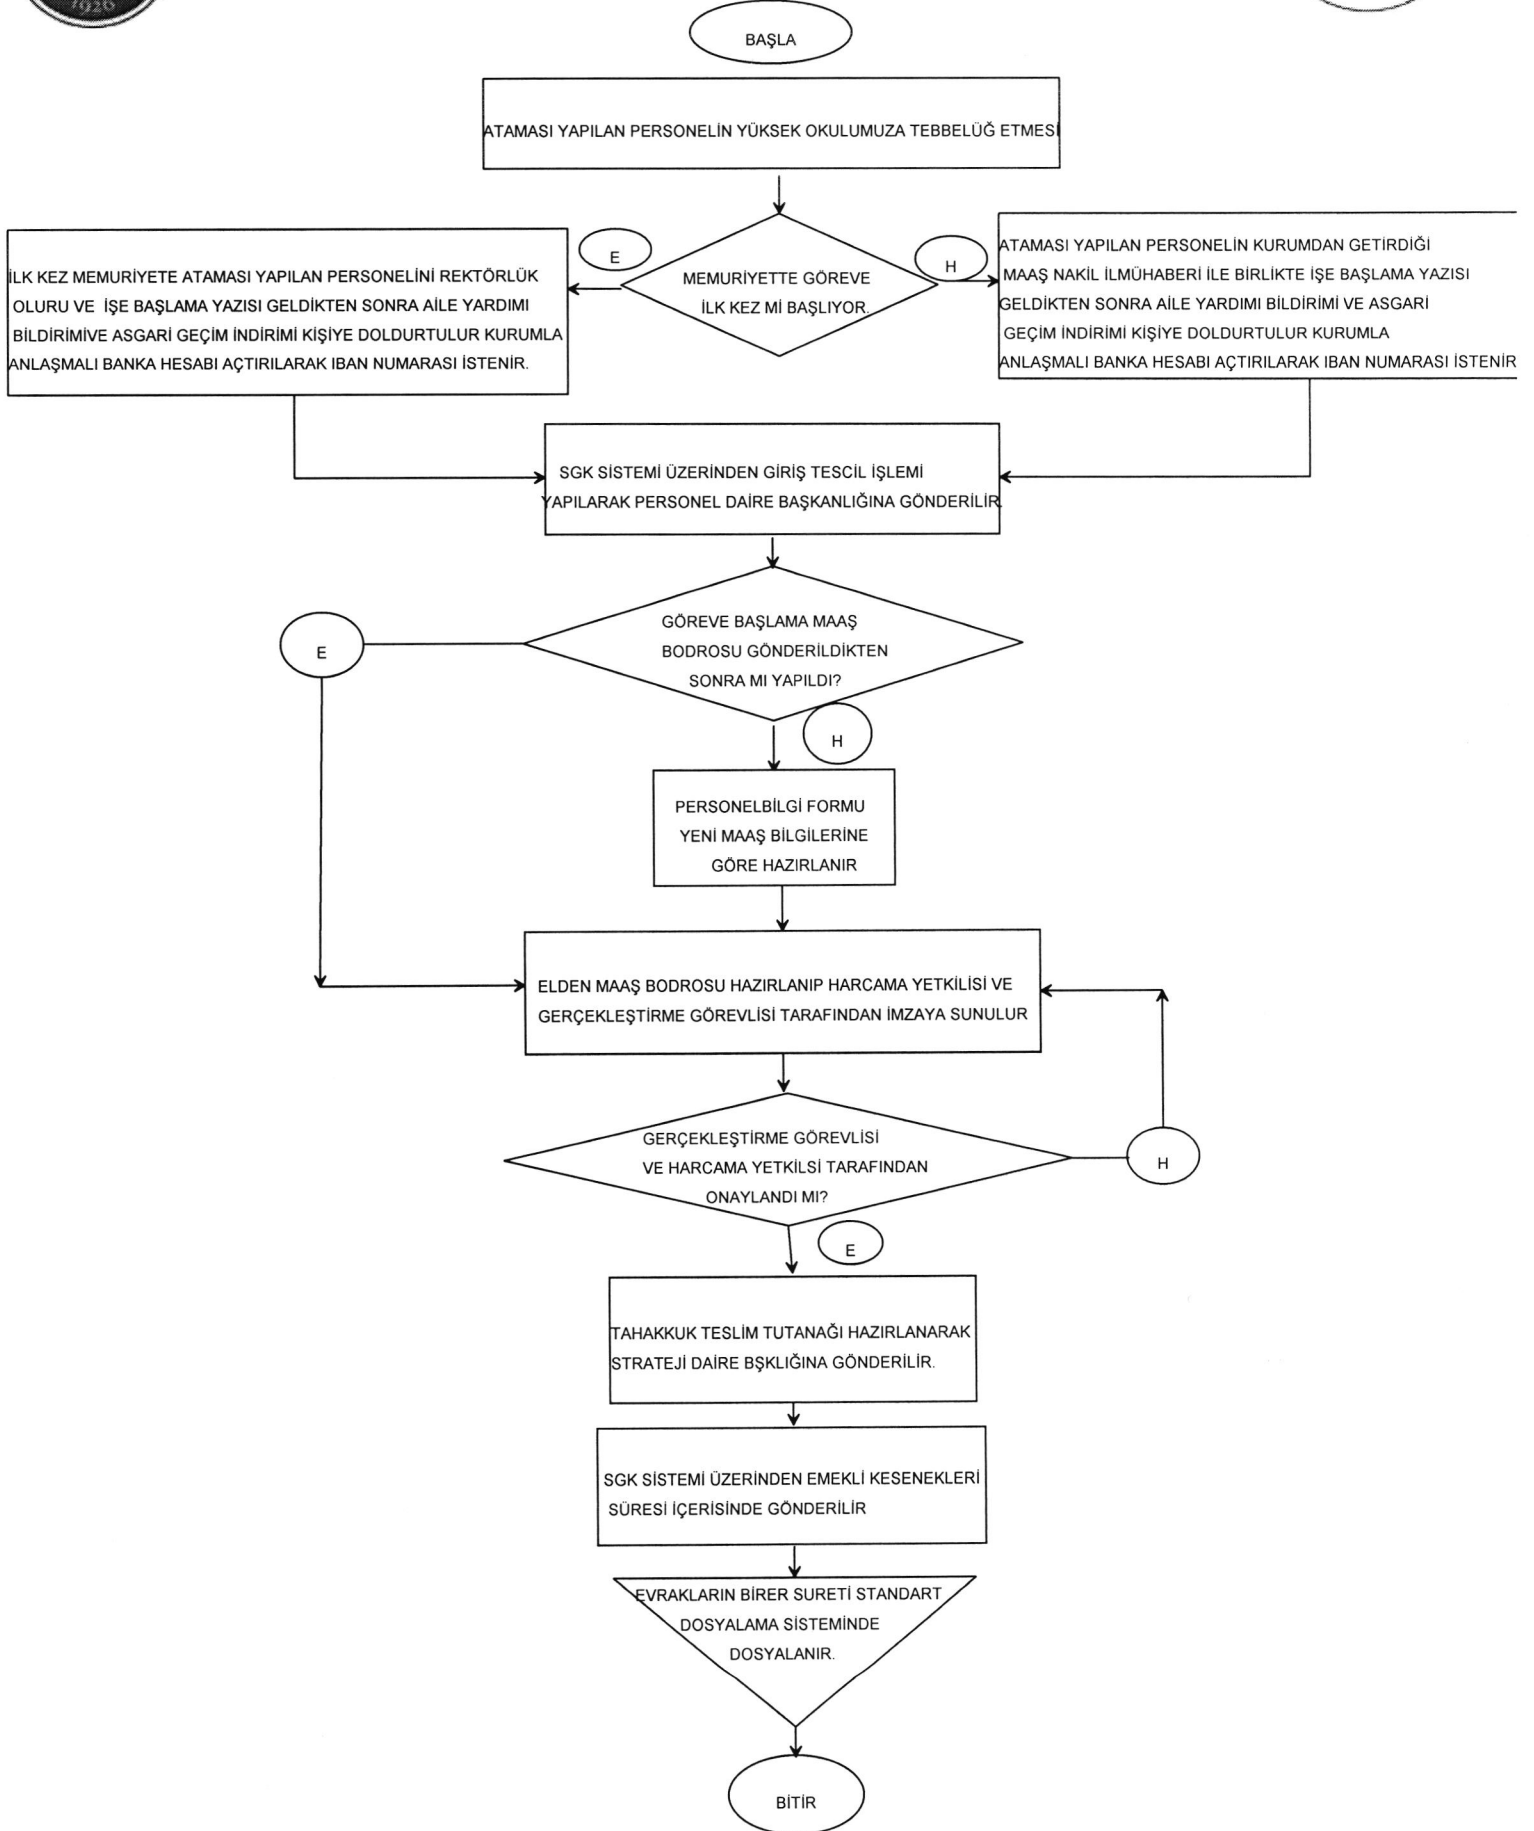 1926
BAŞLA
ATAMASI YAPILAN PERSONELİN YÜKSEK OKULUMUZA TEBBELÜĞ ETMESİ
E
MEMURİYETTE GÖREVE
İLK KEZ Mİ BAŞLIYOR.
H
İLK KEZ MEMURİYETE ATAMASI YAPILAN PERSONELİNİ REKTÖRLÜK
OLURU VE İŞE BAŞLAMA YAZISI GELDİKTEN SONRA AİLE YARDIMI
BİLDİRİMİVE ASGARİ GEÇİM İNDİRİMİ KİŞİYE DOLDURTULUR KURUMLA
ANLAŞMALI BANKA HESABI AÇTIRILARAK IBAN NUMARASI İSTENİR.
ATAMASI YAPILAN PERSONELİN KURUMDAN GETİRDİĞİ
MAAŞ NAKİL İLMÜHABERİ İLE BİRLİKTE İŞE BAŞLAMA YAZISI
GELDİKTEN SONRA AİLE YARDIMI BİLDİRİMİ VE ASGARİ
GEÇİM İNDİRİMİ KİŞİYE DOLDURTULUR KURUMLA
ANLAŞMALI BANKA HESABI AÇTIRILARAK IBAN NUMARASI İSTENİR
SGK SİSTEMİ ÜZERİNDEN GİRİŞ TESCİL İŞLEMİ
YAPILARAK PERSONEL DAİRE BAŞKANLIĞINA GÖNDERİLİR.
E
GÖREVE BAŞLAMA MAAŞ
BODROSU GÖNDERİLDİKTEN
SONRA MI YAPILDI?
H
PERSONELBİLGİ FORMU
YENİ MAAŞ BİLGİLERİNE
GÖRE HAZIRLANIR
ELDEN MAAŞ BODROSU HAZIRLANIP HARCAMA YETKİLİSİ VE
GERÇEKLEŞTİRME GÖREVLİSİ TARAFINDAN İMZAYA SUNULUR
GERÇEKLEŞTİRME GÖREVLİSİ
VE HARCAMA YETKİLSİ TARAFINDAN
ONAYLANDI MI?
H
E
TAHAKKUK TESLİM TUTANAĞI HAZIRLANARAK
STRATEJİ DAİRE BŞKLIĞINA GÖNDERİLİR.
SGK SİSTEMİ ÜZERİNDEN EMEKLİ KESENEKLERİ
SÜRESİ İÇERİSİNDE GÖNDERİLİR
EVRAKLARIN BİRER SURETİ STANDART
DOSYALAMA SİSTEMİNDE
DOSYALANIR.
BİTİR